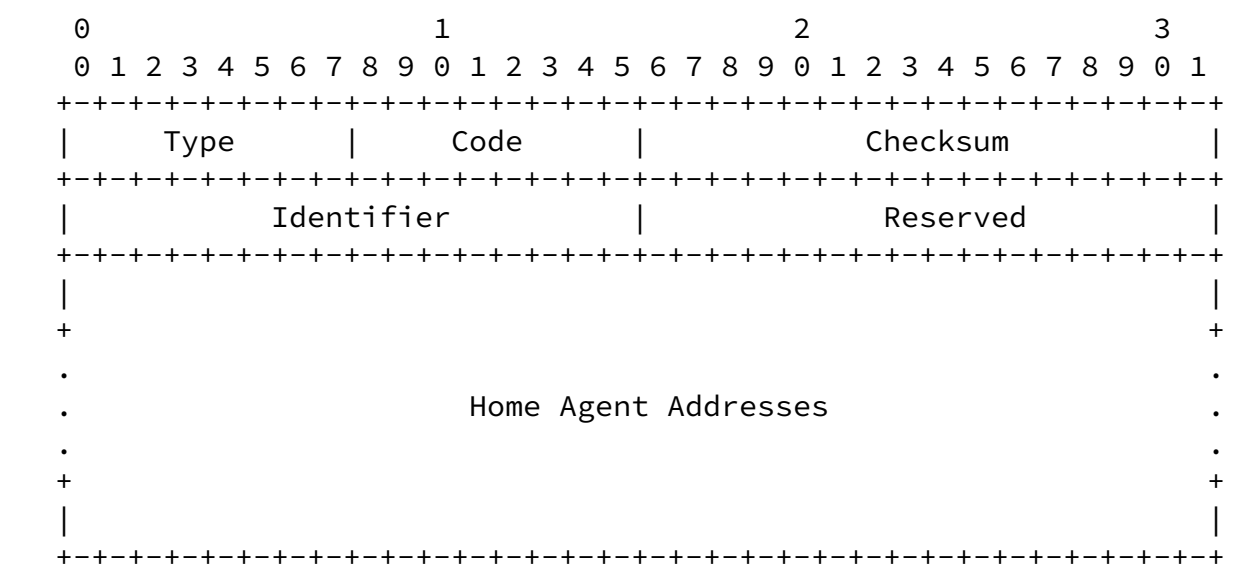 0                   1                   2                   3
 0 1 2 3 4 5 6 7 8 9 0 1 2 3 4 5 6 7 8 9 0 1 2 3 4 5 6 7 8 9 0 1
+-+-+-+-+-+-+-+-+-+-+-+-+-+-+-+-+-+-+-+-+-+-+-+-+-+-+-+-+-+-+-+-+
|     Type      |     Code      |            Checksum           |
+-+-+-+-+-+-+-+-+-+-+-+-+-+-+-+-+-+-+-+-+-+-+-+-+-+-+-+-+-+-+-+-+
|           Identifier          |             Reserved          |
+-+-+-+-+-+-+-+-+-+-+-+-+-+-+-+-+-+-+-+-+-+-+-+-+-+-+-+-+-+-+-+-+
|                                                               |
+                                                               +
.                                                               .
.                      Home Agent Addresses                     .
.                                                               .
+                                                               +
|                                                               |
+-+-+-+-+-+-+-+-+-+-+-+-+-+-+-+-+-+-+-+-+-+-+-+-+-+-+-+-+-+-+-+-+